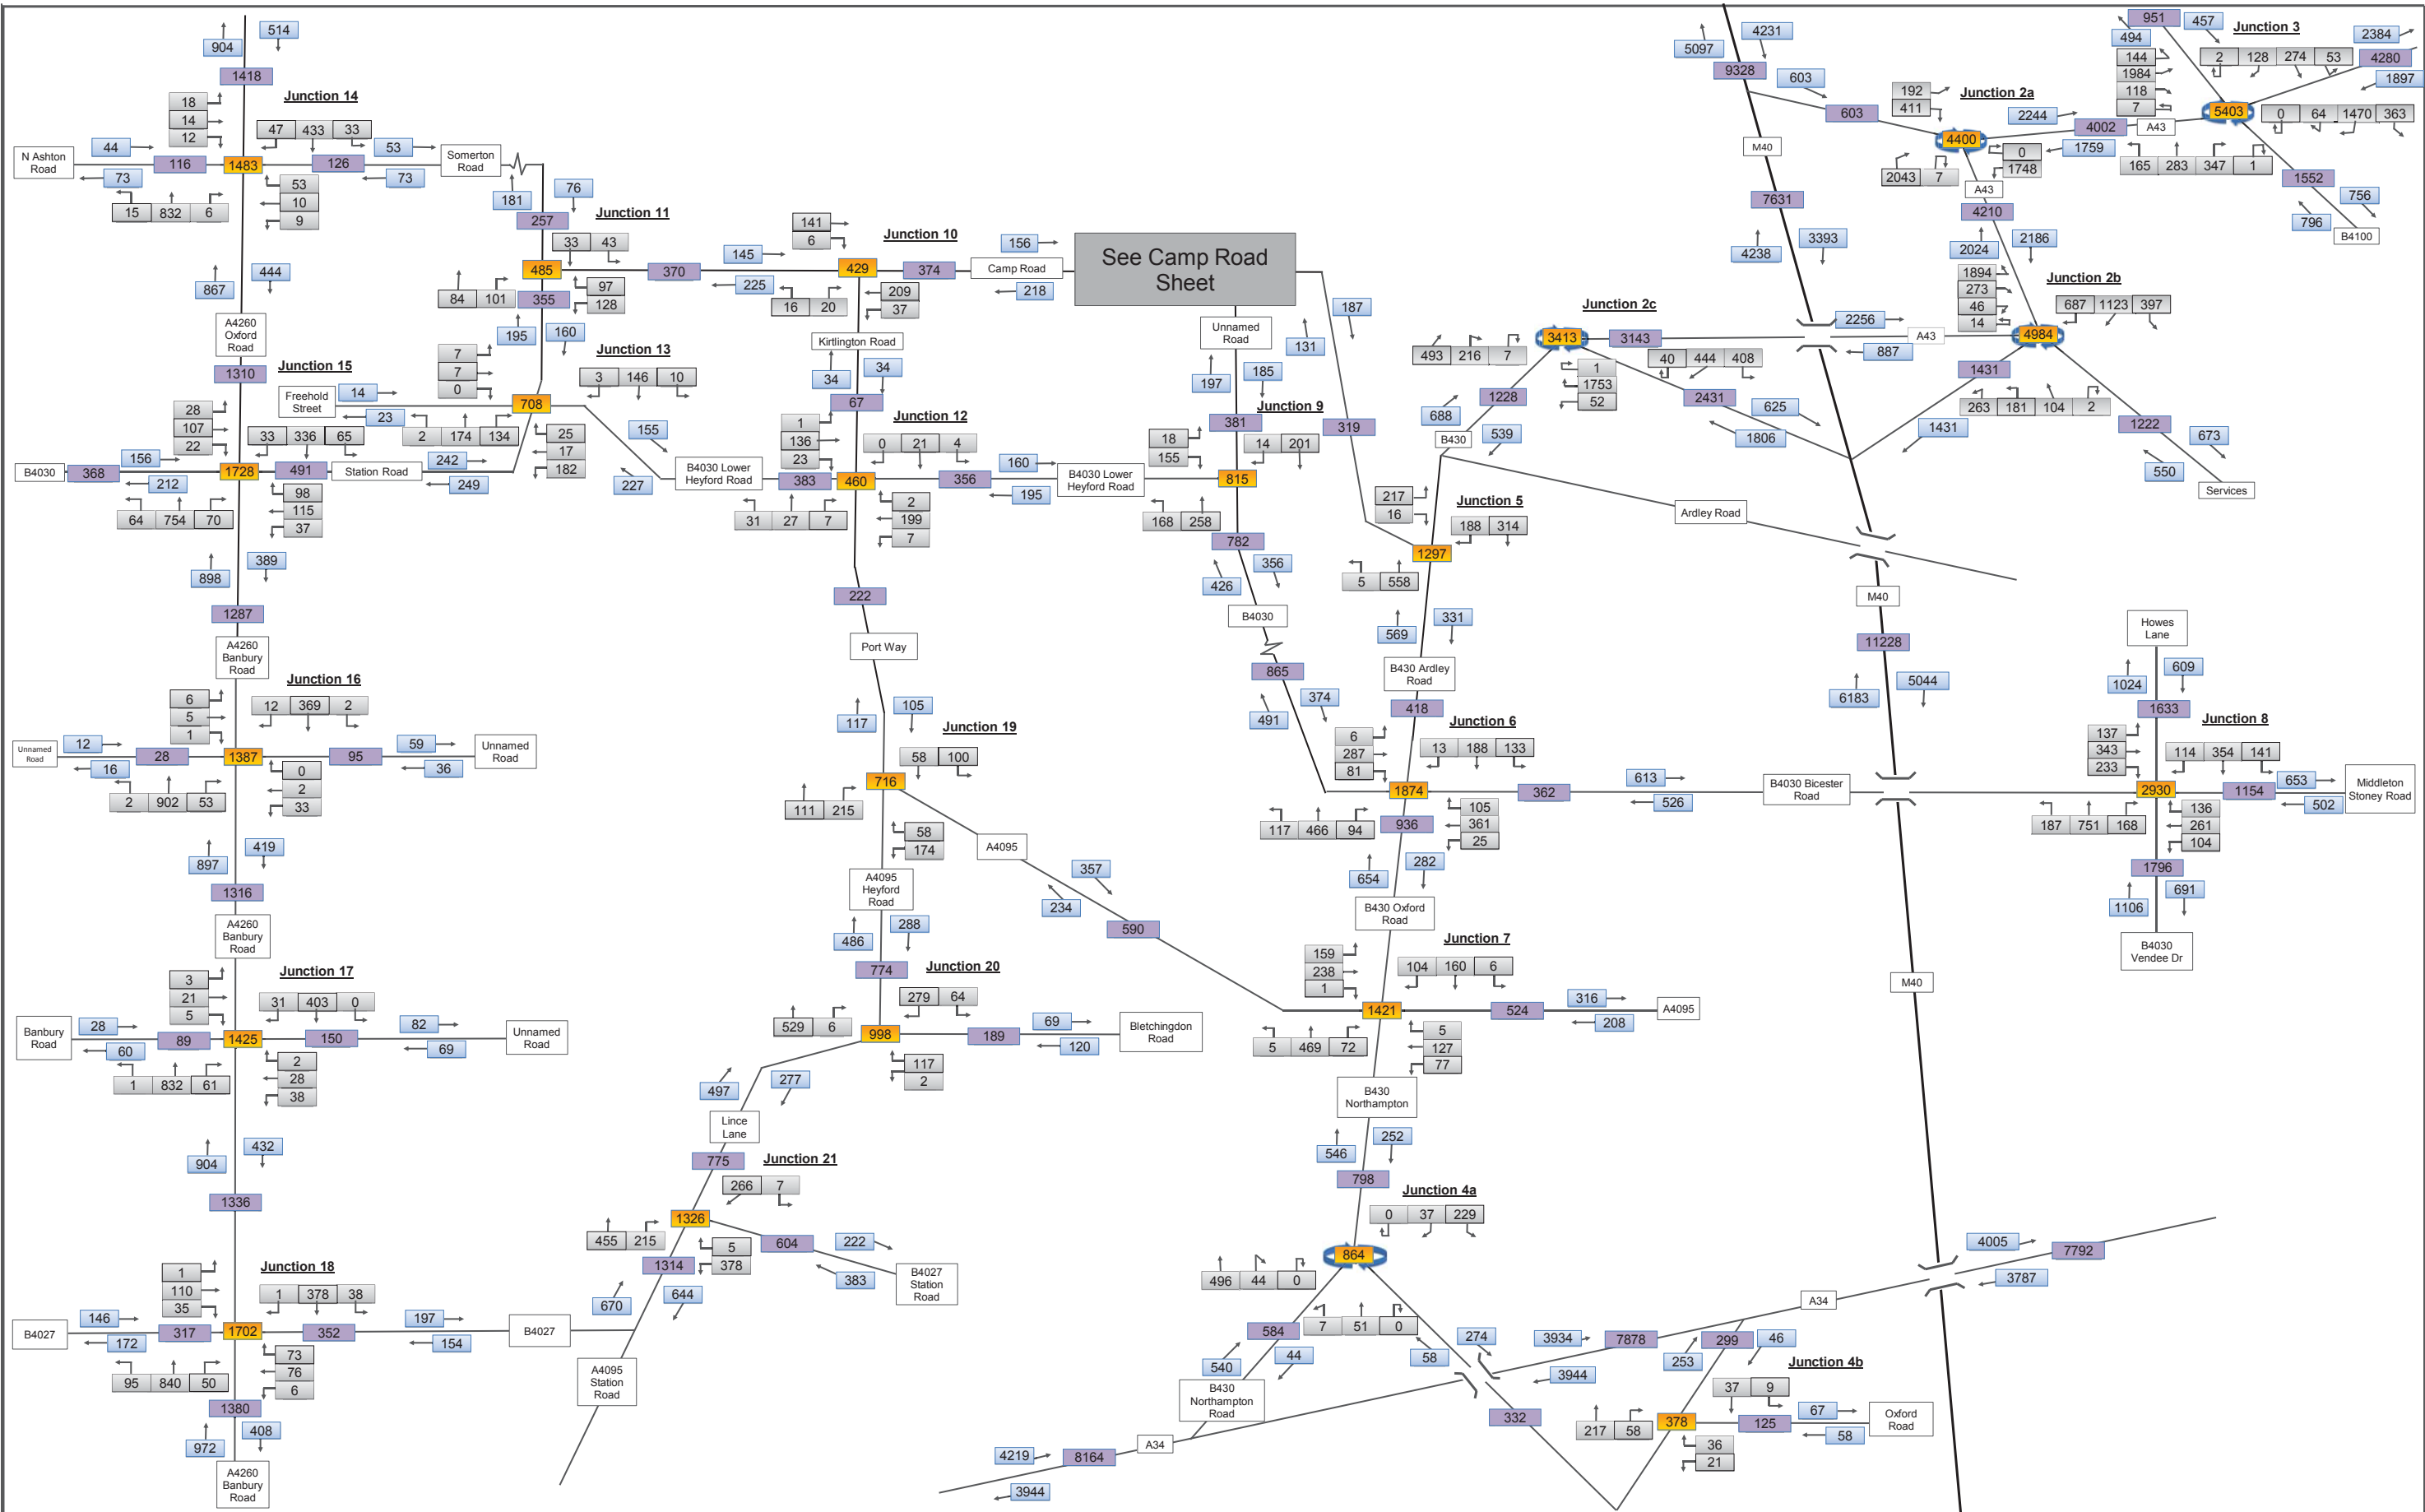 904
514
1418
Junction 14
18
14
12
47 433 33
44
73
N Ashton
Road
116
1483
126
53
73
Somerton
Road
15 832 6
53
10
9
867
444
A4260
Oxford
Road
1310
181
76
257
Junction 11
33 43
485
84 101
355
97
128
195
160
370
145
225
141
6
Junction 10
429
374
156
Camp Road
218
16 20
209
37
See Camp Road
Sheet
Kirtlington Road
34
34
67
Junction 15
Freehold
Street
14
23
7
7
0
Junction 13
3 146 10
708
2 174 134
25
17
182
28
107
22
33 336 65
B4030
368
156
212
1728
491
Station Road
242
249
64 754 70
98
115
37
155
227
B4030 Lower
Heyford Road
383
1
136
23
Junction 12
0 21 4
460
356
160
195
31 27 7
2
199
7
B4030 Lower
Heyford Road
Unnamed
Road
197
185
381
Junction 9
18
155
14 201
815
168 258
782
426
356
B4030
865
491
374
131
187
319
898
389
1287
A4260
Banbury
Road
222
Port Way
117
105
Junction 16
6
5
1
12 369 2
Unnamed
Road
12
16
28
1387
95
59
36
Unnamed
Road
2 902 53
0
2
33
897
419
1316
A4260
Banbury
Road
Junction 19
58 100
716
111 215
58
174
A4095
A4095
Heyford
Road
357
234
590
486
288
774
Junction 17
3
21
5
31 403 0
Banbury
Road
28
60
89
1425
150
82
69
Unnamed
Road
1 832 61
2
28
38
904
432
1336
Junction 20
279 64
529 6
998
189
69
120
Bletchingdon
Road
117
2
497
277
Lince
Lane
775
Junction 21
266 7
1326
455 215
5
378
604
222
383
B4027
Station
Road
1314
670
644
Junction 18
1
110
35
1 378 38
B4027
146
172
317
1702
352
197
154
B4027
95 840 50
73
76
6
1380
972
408
A4260
Banbury
Road
A4095
Station
Road
5097
4231
9328
603
603
192
411
Junction 2a
4400
2244
4002
A43
1759
2043 7
0
1748
A43
M40
7631
4238
3393
951
457
494
Junction 3
144
1984
118
7
2 128 274 53
2384
4280
1897
5403
0 64 1470 363
165 283 347 1
1552
756
796
B4100
4210
2024
2186
1894
273
46
14
Junction 2b
687 1123 397
4984
2256
A43
887
Junction 2c
3413
3143
493 216 7
40 444 408
1
1753
52
1228
688
539
B430
2431
625
1806
1431
1431
263 181 104 2
1222
673
550
Services
Ardley Road
217
16
Junction 5
188 314
1297
5 558
569
331
B430 Ardley
Road
418
M40
11228
6183
5044
Junction 6
6
287
81
13 188 133
1874
362
613
526
B4030 Bicester
Road
117 466 94
936
105
361
25
654
282
B430 Oxford
Road
Howes
Lane
1024
609
1633
Junction 8
137
343
233
114 354 141
2930
1154
653
502
Middleton
Stoney Road
187 751 168
136
261
104
1796
1106
691
B4030
Vendee Dr
Junction 7
159
238
1
104 160 6
1421
524
316
208
A4095
5 469 72
5
127
77
B430
Northampton
546
252
798
M40
Junction 4a
0 37 229
864
496 44 0
7 51 0
584
540
44
58
274
B430
Northampton
Road
332
4219
8164
A34
3944
3934
7878
3944
A34
4005
7792
3787
299
253
46
Junction 4b
37 9
217 58
378
125
67
58
Oxford
Road
36
21